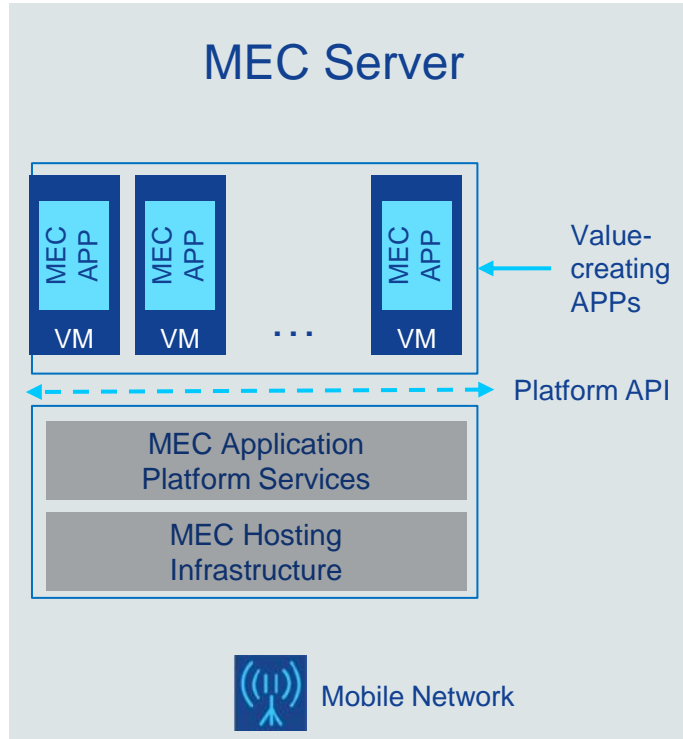 MEC Server
MEC
APP
VM
MEC
APP
VM
...
MEC
APP
VM
Value-
creating
APPs
Platform API
MEC Application
Platform Services
MEC Hosting
Infrastructure
Mobile Network